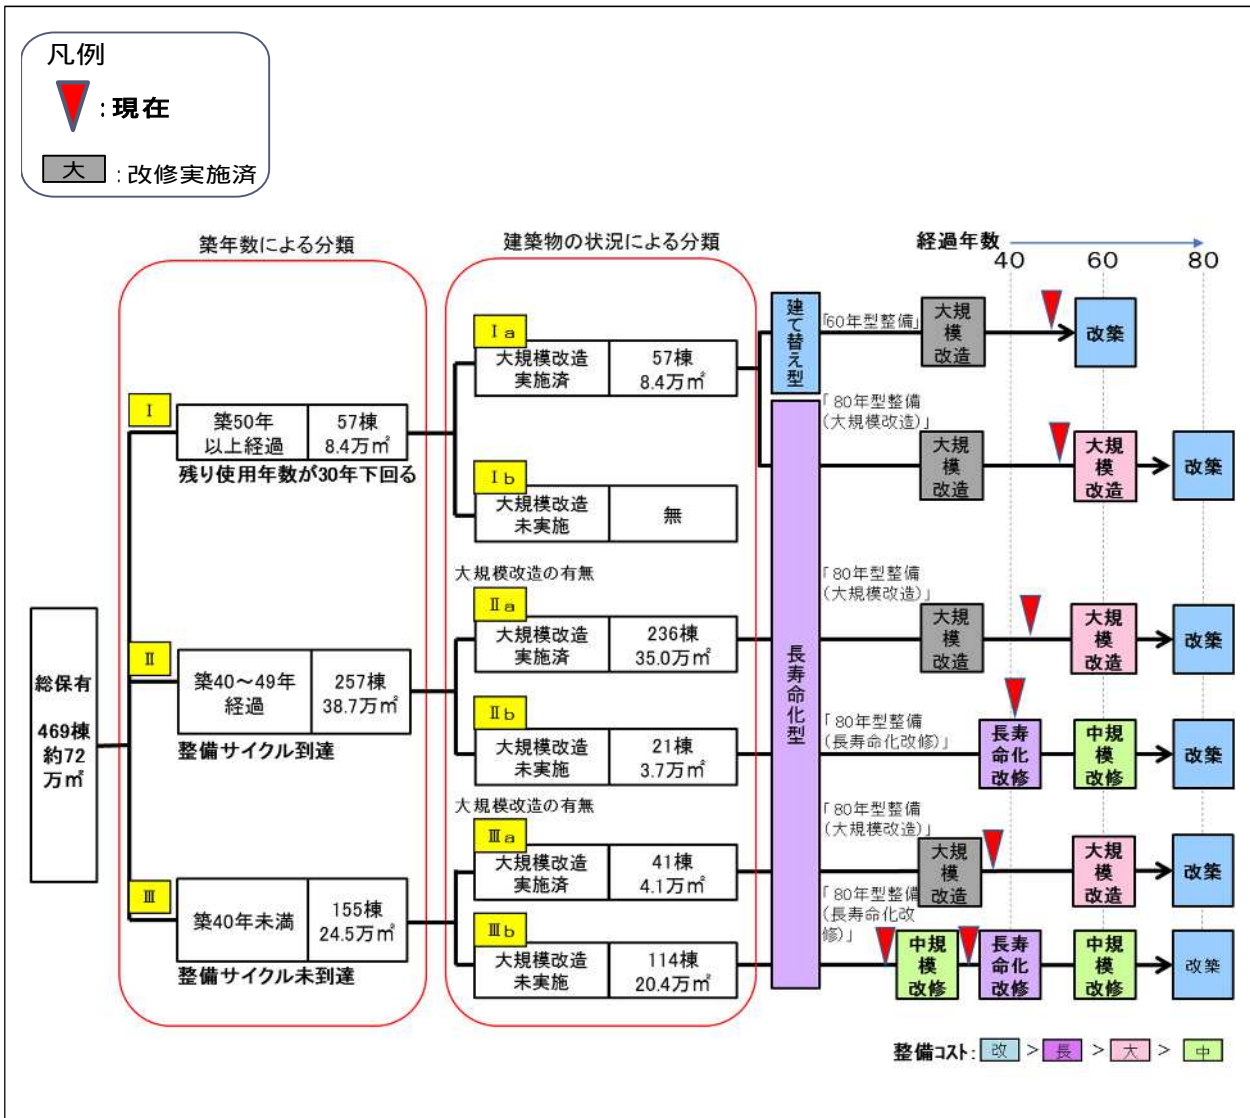 凡例
：現在
大
：改修実施済
築年数による分類
建築物の状況による分類
経過年数
40
60
80
Ⅰ
築50年
以上経過
57棟
8.4万㎡
残り使用年数が30年下回る
Ⅰa
大規模改造
実施済
57棟
8.4万㎡
Ⅰb
大規模改造
未実施
無
建て替え型
「60年型整備」
大規
模
改造
改築
「80年型整備
（大規模改造）」
大規
模
改造
大規
模
改造
改築
総保有
469棟
約72
万㎡
Ⅱ
築40～49年
経過
257棟
38.7万㎡
整備サイクル到達
大規模改造の有無
Ⅱa
大規模改造
実施済
236棟
35.0万㎡
Ⅱb
大規模改造
未実施
21棟
3.7万㎡
長寿命化型
「80年型整備
（大規模改造）」
大規
模
改造
大規
模
改造
改築
「80年型整備
（長寿命化改修）」
長寿
命化
改修
中規
模
改修
改築
Ⅲ
築40年未満
155棟
24.5万㎡
整備サイクル未到達
大規模改造の有無
Ⅲa
大規模改造
実施済
41棟
4.1万㎡
Ⅲb
大規模改造
未実施
114棟
20.4万㎡
「80年型整備
（大規模改造）」
大規
模
改造
大規
模
改造
改築
「80年型整備
（長寿命化改
修）」
中規
模
改修
長寿
命化
改修
中規
模
改修
改築
整備コスト： 改 > 長 > 大 > 中